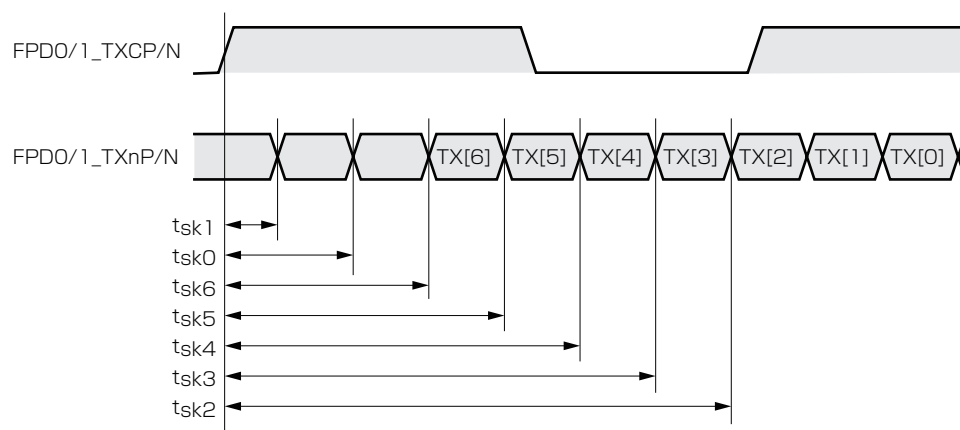 FPD0/1_TXCP/N
FPD0/1_TXnP/N
TX[6] TX[5] TX[4] TX[3] TX[2] TX[1] TX[0]
tsk1
tsk0
tsk6
tsk5
tsk4
tsk3
tsk2